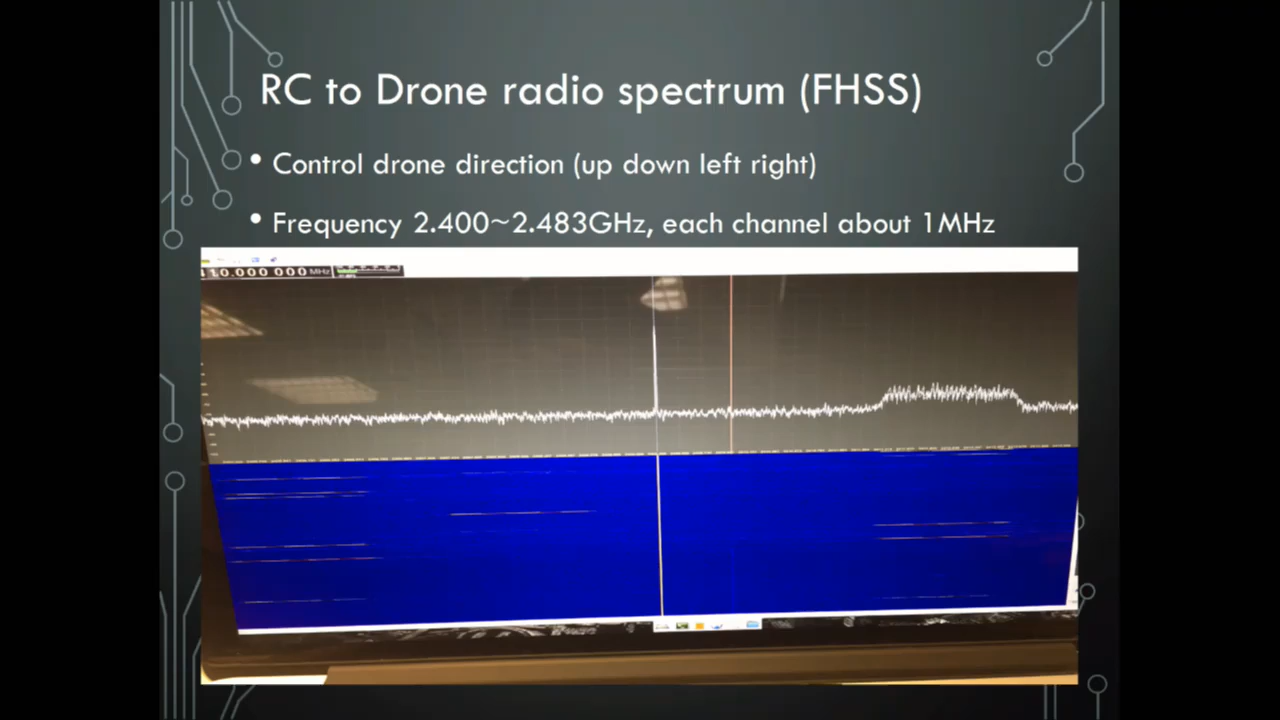 RC to Drone radio spectrum (FHSS)
• Control drone direction (up down left right)
• Frequency 2.400~2.483GHz, each channel about 1MHz
10.000 000 MHz